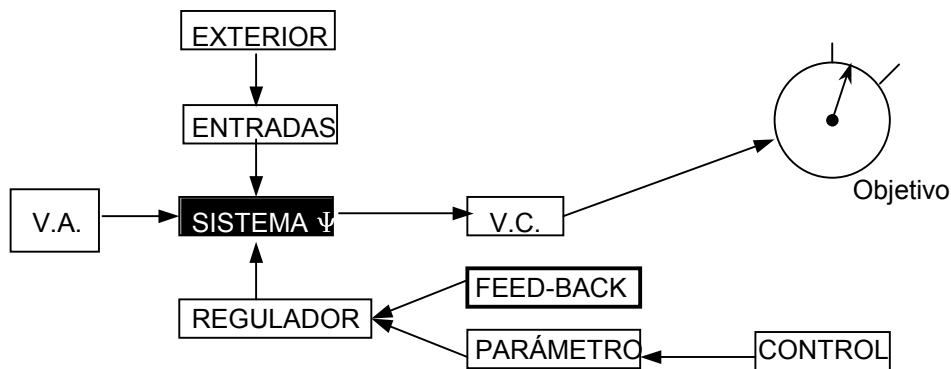 EXTERIOR
ENTRADAS
Objetivo
V.A.
SISTEMA Ψ
V.C.
FEED-BACK
REGULADOR
PARÁMETRO
CONTROL